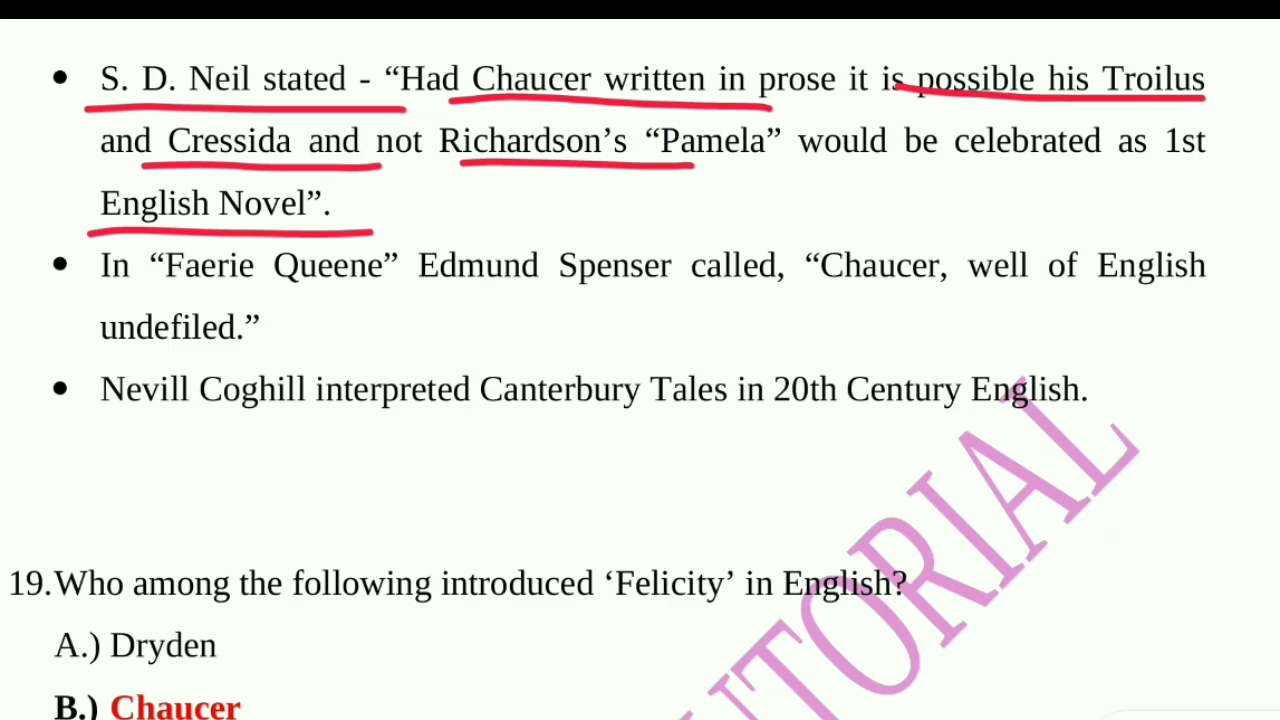 • S. D. Neil stated - “Had Chaucer written in prose it is possible his Troilus
and Cressida and not Richardson’s “Pamela” would be celebrated as 1st
English Novel”.
• In “Faerie Queene” Edmund Spenser called, “Chaucer, well of English
undefiled.”
• Nevill Coghill interpreted Canterbury Tales in 20th Century English.
19.Who among the following introduced ‘Felicity’ in English?
A.) Dryden
B.) Chaucer
UTORIAL